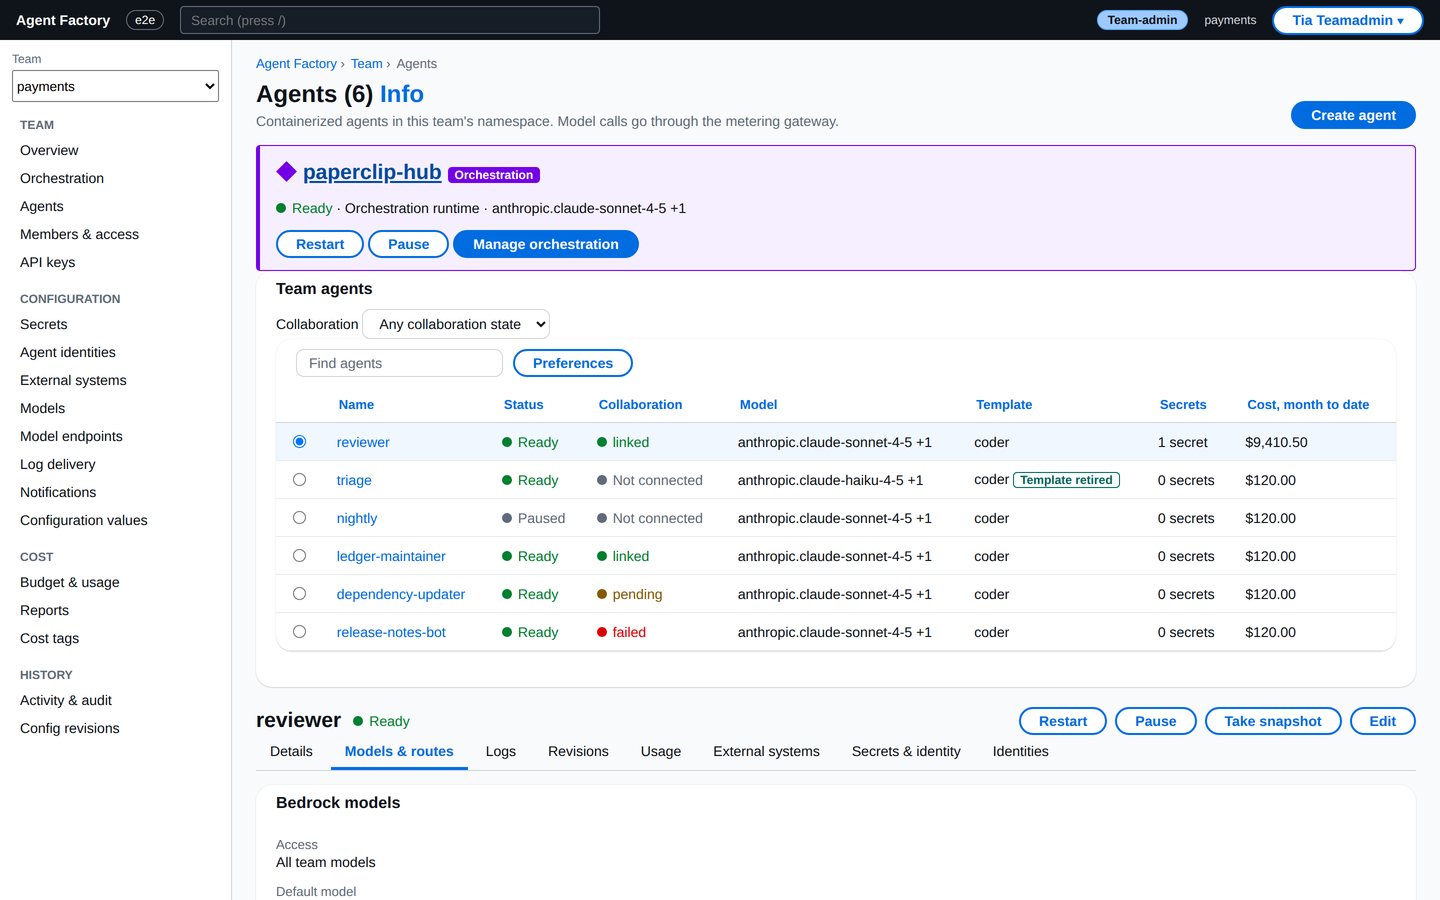 Agent Factory e2e Search (press /) Team-admin payments Tia Teamadmin ▾
Team
payments
TEAM
Overview
Orchestration
Agents
Members & access
API keys
CONFIGURATION
Secrets
Agent identities
External systems
Models
Model endpoints
Log delivery
Notifications
Configuration values
COST
Budget & usage
Reports
Cost tags
HISTORY
Activity & audit
Config revisions
Agent Factory › Team › Agents
Agents (6) Info
Containerized agents in this team's namespace. Model calls go through the metering gateway.
Create agent
paperclip-hub Orchestration
Ready · Orchestration runtime · anthropic.claude-sonnet-4-5 +1
Restart Pause Manage orchestration
Team agents
Collaboration Any collaboration state
Find agents Preferences
Name Status Collaboration Model Template Secrets Cost, month to date
reviewer Ready linked anthropic.claude-sonnet-4-5 +1 coder 1 secret $9,410.50
triage Ready Not connected anthropic.claude-haiku-4-5 +1 coder Template retired 0 secrets $120.00
nightly Paused Not connected anthropic.claude-sonnet-4-5 +1 coder 0 secrets $120.00
ledger-maintainer Ready linked anthropic.claude-sonnet-4-5 +1 coder 0 secrets $120.00
dependency-updater Ready pending anthropic.claude-sonnet-4-5 +1 coder 0 secrets $120.00
release-notes-bot Ready failed anthropic.claude-sonnet-4-5 +1 coder 0 secrets $120.00
reviewer Ready Restart Pause Take snapshot Edit
Details Models & routes Logs Revisions Usage External systems Secrets & identity Identities
Bedrock models
Access
All team models
Default model